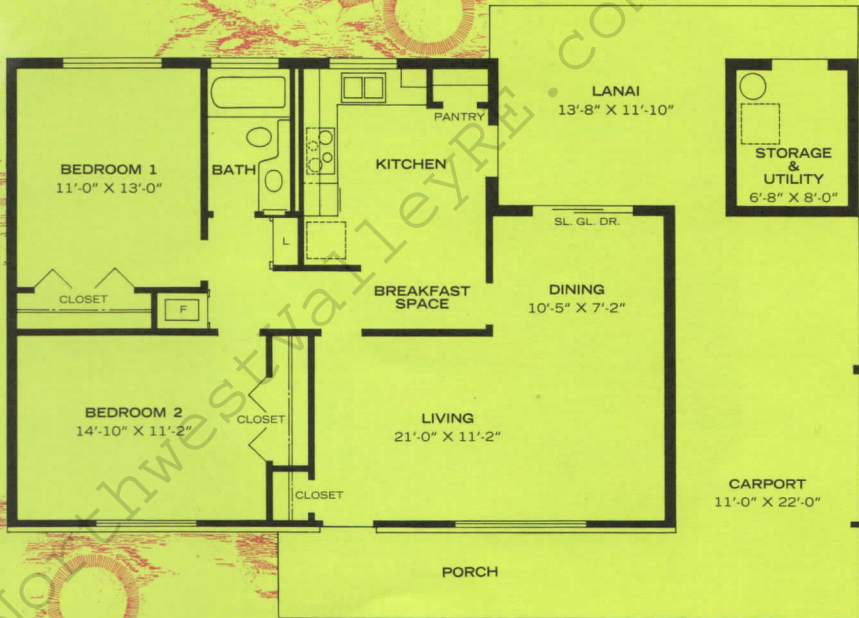 LANAI
13'-8" X 11'-10"
PANTRY
STORAGE
&
UTILITY
6'-8" X 8'-0"
BEDROOM 1
11'-0" X 13'-0"
BATH
KITCHEN
SL. GL. DR.
L
CLOSET
F
BREAKFAST
SPACE
DINING
10'-5" X 7'-2"
BEDROOM 2
14'-10" X 11'-2"
CLOSET
LIVING
21'-0" X 11'-2"
CLOSET
CARPORT
11'-0" X 22'-0"
PORCH
NorthwestValleyRE.com